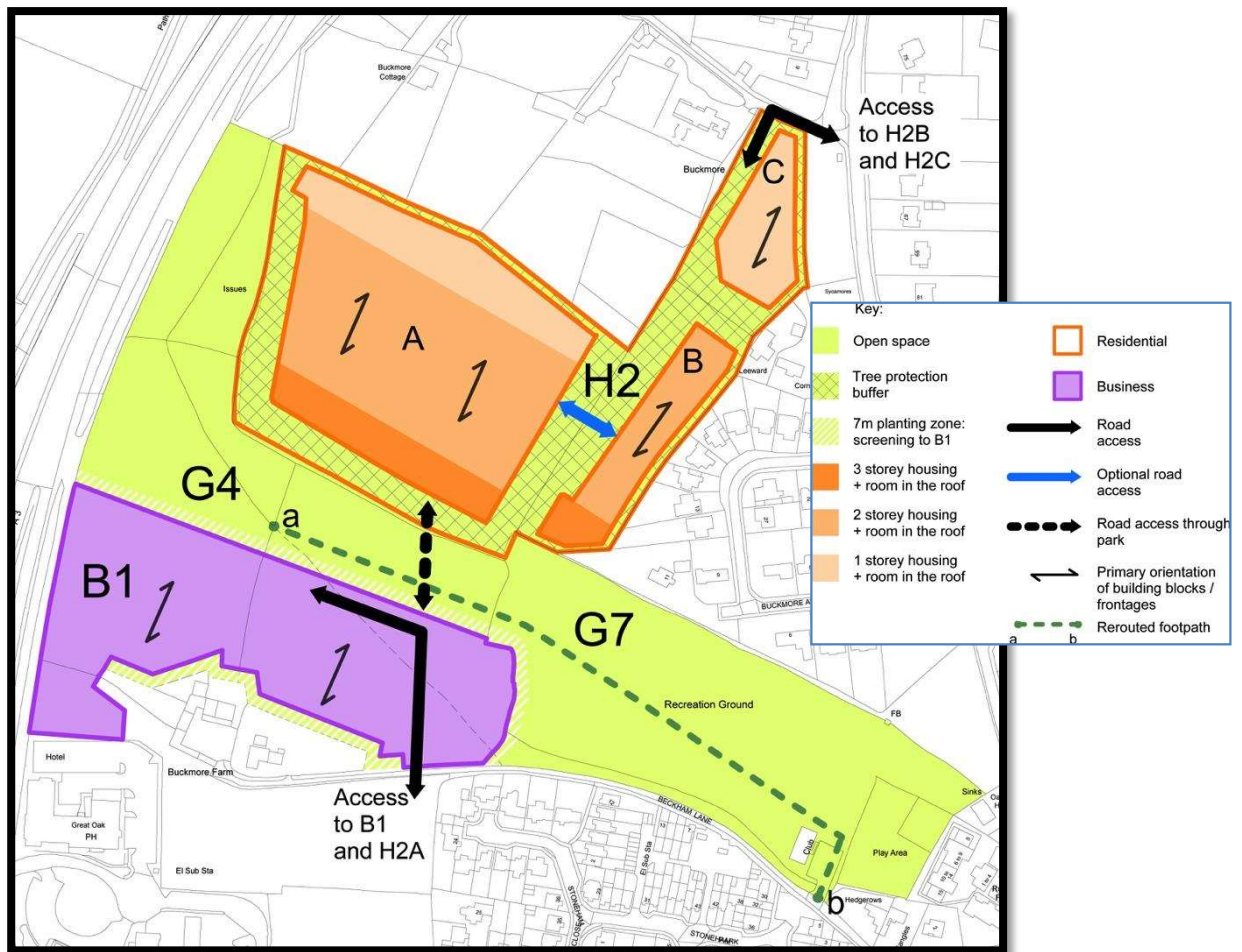 Path
Buckmore
Cottage
Access
to H2B
and H2C
Buckmore
C
Issues
Sycamores
A
B
H2
Leeward
G4
a
B1
G7
BUCKMORE A
Recreation Ground
FB
Hotel
Buckmore Farm
Sinks
Great Oak
PH
Access
to B1
and H2A
BECKHAM LANE
Club
Play Area
El Sub Sta
El Sub Sta
b
Hedgerows
STONEHAM
CLOSE
STONEHAM PARK
Key:
Open space
Tree protection
buffer
7m planting zone:
screening to B1
3 storey housing
+ room in the roof
2 storey housing
+ room in the roof
1 storey housing
+ room in the roof
Residential
Business
Road
access
Optional road
access
Road access through
park
Primary orientation
of building blocks /
frontages
Rerouted footpath
a
b